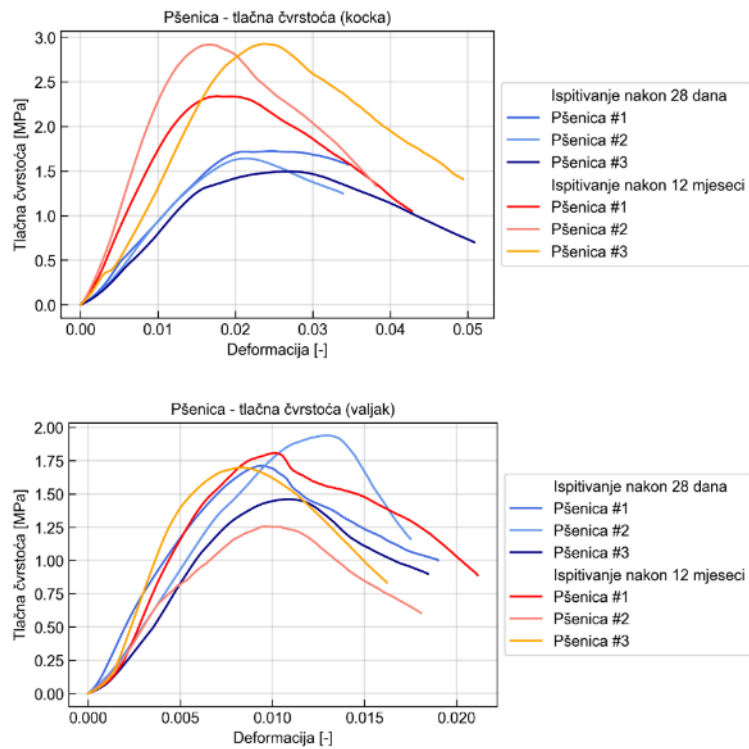 Pšenica - tlačna čvrstoća (kocka)
Tlačna čvrstoća [MPa]
3.0
2.5
2.0
1.5
1.0
0.5
0.0
0.00 0.01 0.02 0.03 0.04 0.05
Deformacija [-]
Ispitivanje nakon 28 dana
Pšenica #1
Pšenica #2
Pšenica #3
Ispitivanje nakon 12 mjeseci
Pšenica #1
Pšenica #2
Pšenica #3
Pšenica - tlačna čvrstoća (valjak)
Tlačna čvrstoća [MPa]
2.00
1.75
1.50
1.25
1.00
0.75
0.50
0.25
0.00
0.000 0.005 0.010 0.015 0.020
Deformacija [-]
Ispitivanje nakon 28 dana
Pšenica #1
Pšenica #2
Pšenica #3
Ispitivanje nakon 12 mjeseci
Pšenica #1
Pšenica #2
Pšenica #3